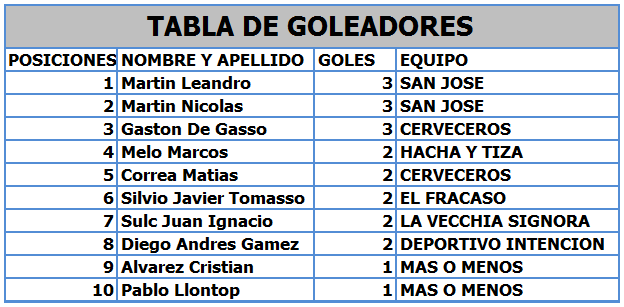 TABLA DE GOLEADORES
POSICIONES NOMBRE Y APELLIDO GOLES EQUIPO
1 Martin Leandro 3 SAN JOSE
2 Martin Nicolas 3 SAN JOSE
3 Gaston De Gasso 3 CERVECEROS
4 Melo Marcos 2 HACHA Y TIZA
5 Correa Matias 2 CERVECEROS
6 Silvio Javier Tomasso 2 EL FRACASO
7 Sulc Juan Ignacio 2 LA VECCHIA SIGNORA
8 Diego Andres Gamez 2 DEPORTIVO INTENCION
9 Alvarez Cristian 1 MAS O MENOS
10 Pablo Llontop 1 MAS O MENOS